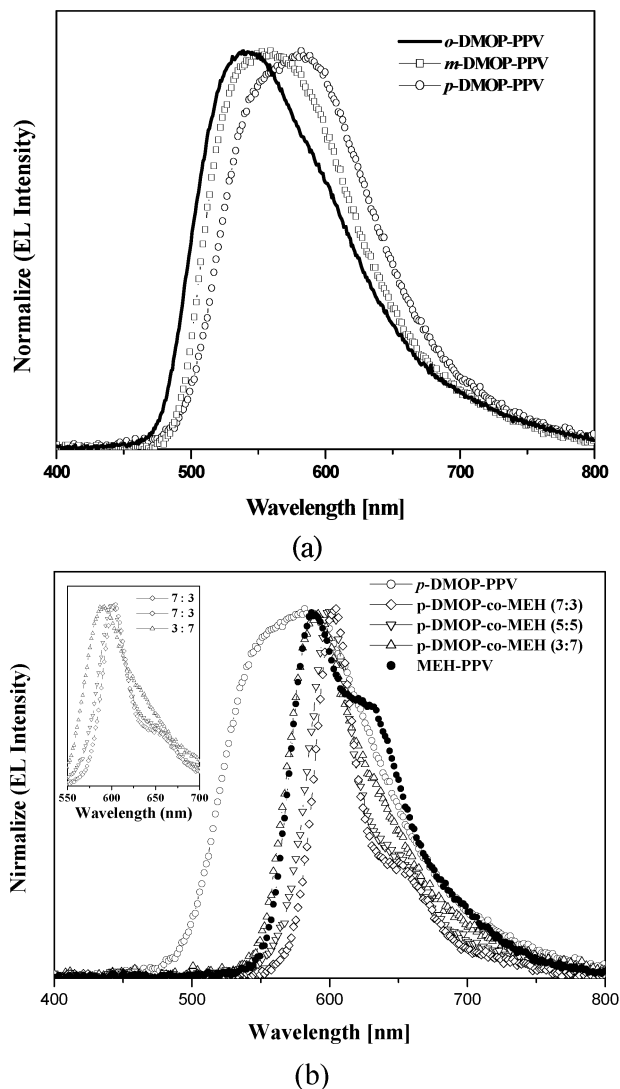 Normalize (EL Intensity)
o-DMOP-PPV
m-DMOP-PPV
p-DMOP-PPV
400 500 600 700 800
Wavelength [nm]
(a)
Nirmalize (EL Intensity)
7 : 3
7 : 3
3 : 7
550 600 650 700
Wavelength (nm)
p-DMOP-PPV
p-DMOP-co-MEH (7:3)
p-DMOP-co-MEH (5:5)
p-DMOP-co-MEH (3:7)
MEH-PPV
400 500 600 700 800
Wavelength [nm]
(b)